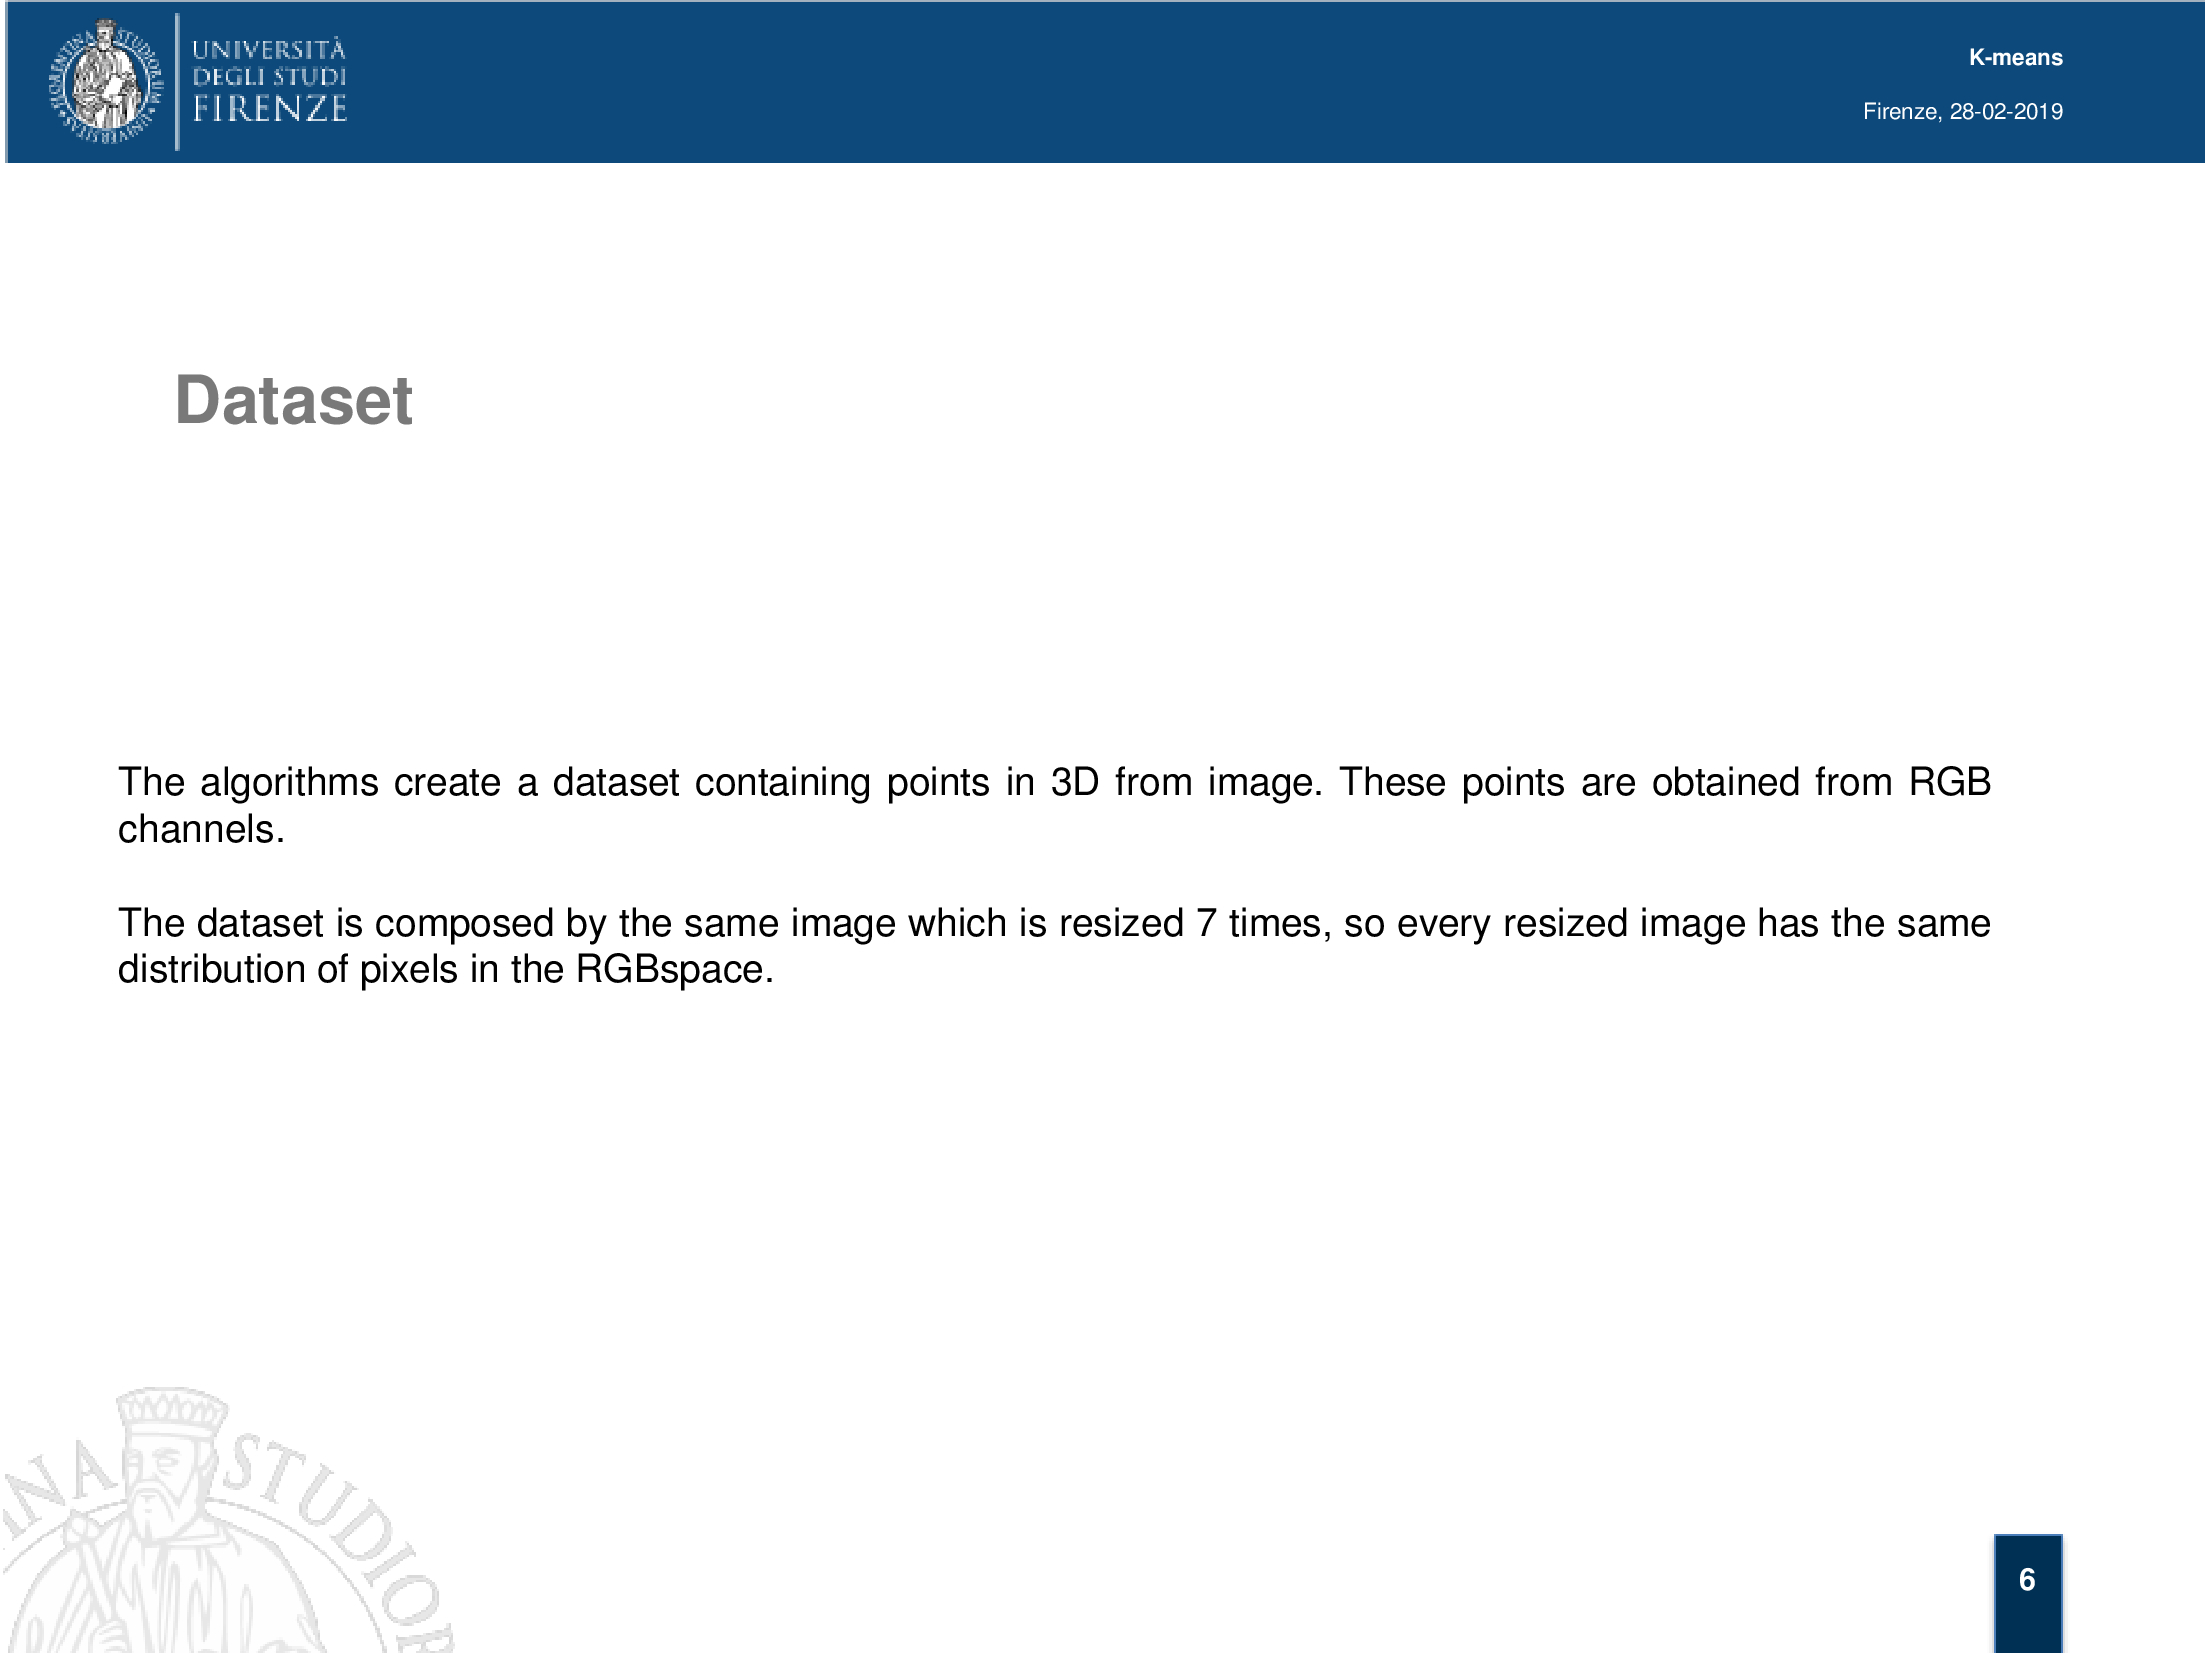 UNIVERSITÀ
DEGLI STUDI
FIRENZE
K-means
Firenze, 28-02-2019
Dataset
The algorithms create a dataset containing points in 3D from image. These points are obtained from RGB
channels.
The dataset is composed by the same image which is resized 7 times, so every resized image has the same
distribution of pixels in the RGBspace.
6